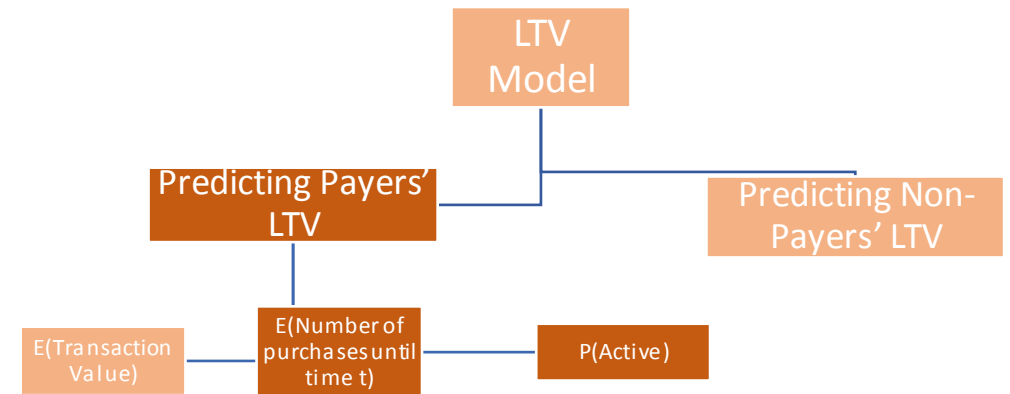 LTV
Model
Predicting Payers’
LTV
Predicting Non-
Payers’ LTV
E(Transaction
Value)
E(Number of
purchases until
time t)
P(Active)